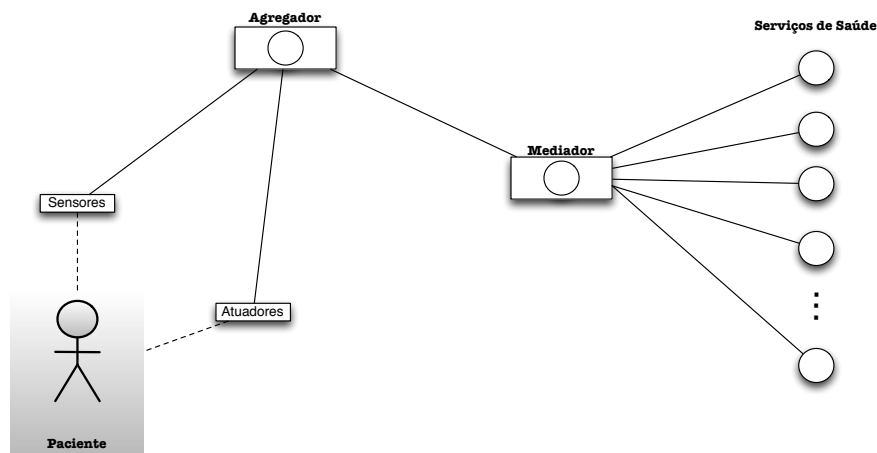 Agregador
Serviços de Saúde
Mediador
Sensores
Atuadores
Paciente